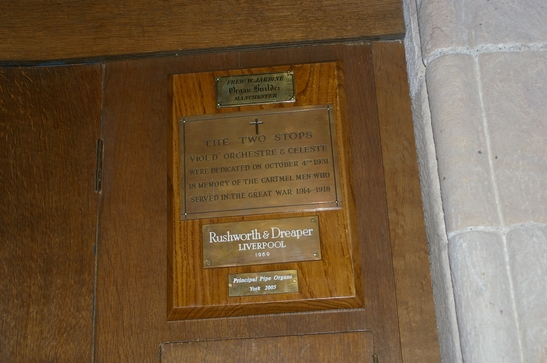 FREDK W. JARDINE
Organ Builder
MANCHESTER
THE TWO STOPS
VIOL D' ORCHESTRE & CELESTE
WERE DEDICATED ON OCTOBER 4TH 1931
IN MEMORY OF THE CARTMEL MEN WHO
SERVED IN THE GREAT WAR 1914-1918
Rushworth & Dreaper
LIVERPOOL
1969
Principal Pipe Organs
York 2005